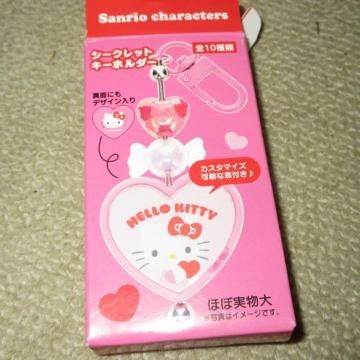 Sanrio characters
シークレット
キーホルダー
全10種類
裏面にも
デザイン入り
カスタマイズ
可能な窓付き♪
HELLO KITTY
ほぼ実物大
※写真はイメージです。